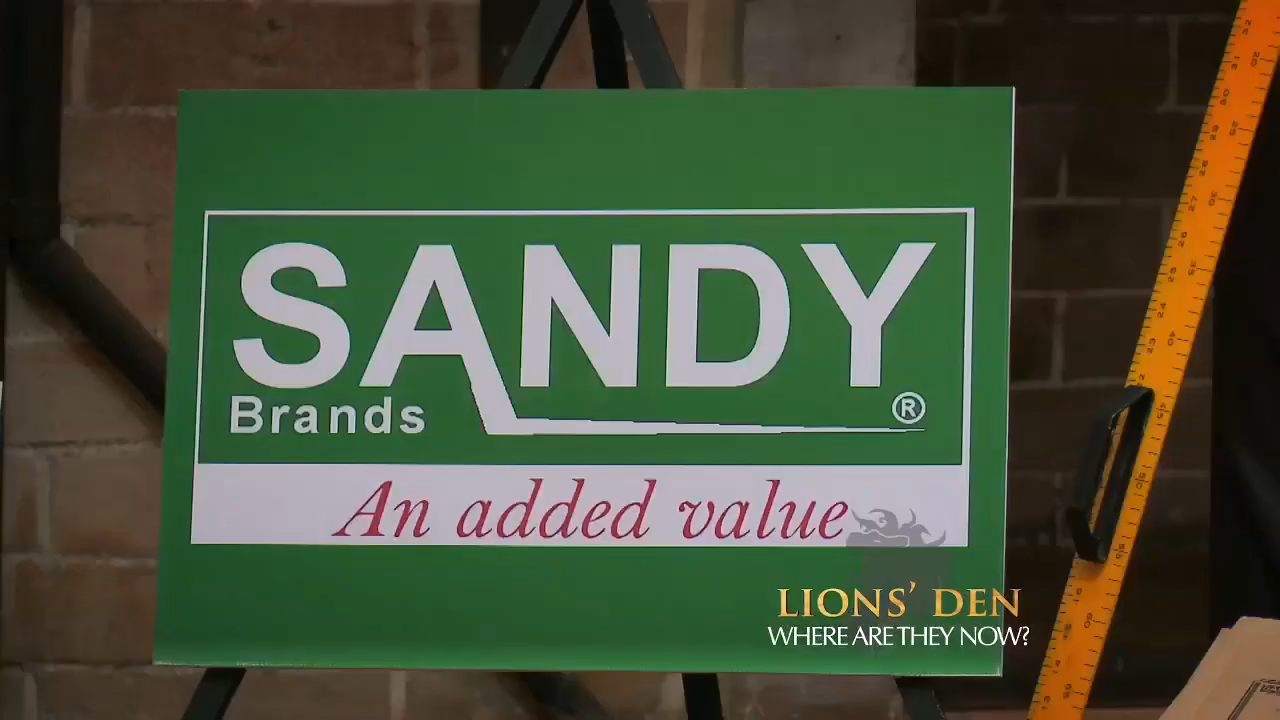 SANDY
Brands
®
An added value
LIONS' DEN
WHERE ARE THEY NOW?